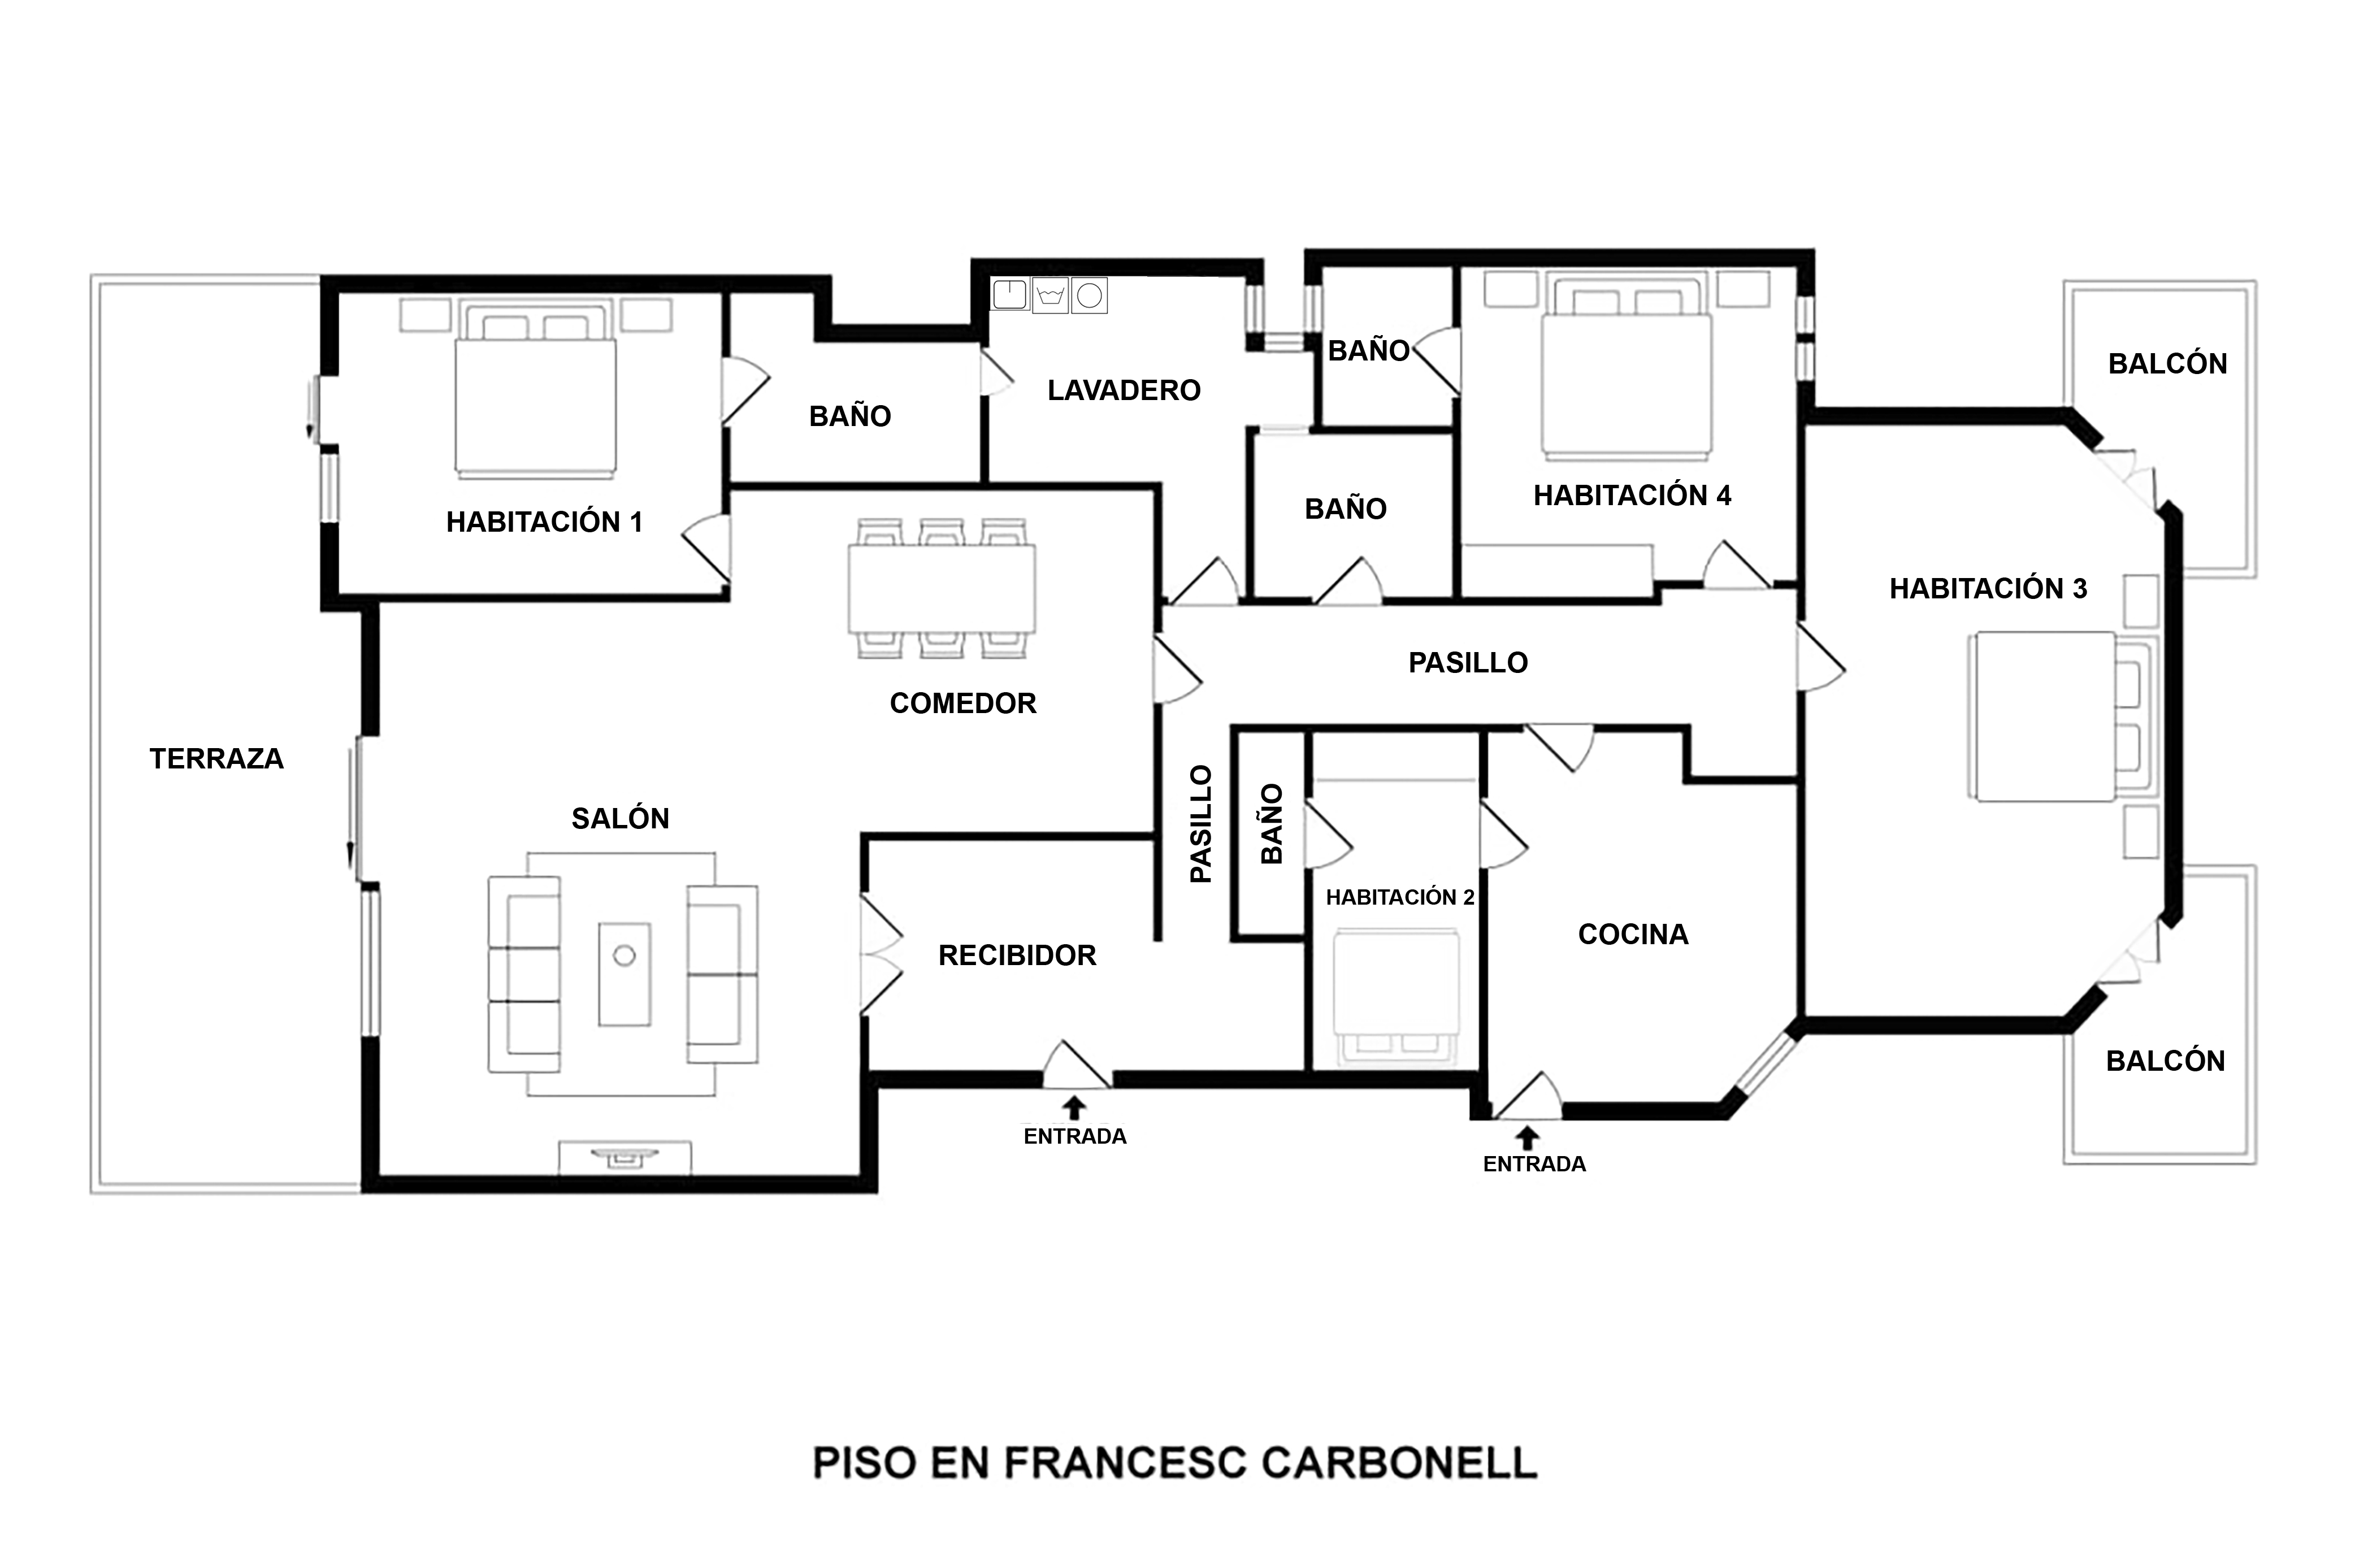 BAÑO
BALCÓN
LAVADERO
BAÑO
HABITACIÓN 4
BAÑO
HABITACIÓN 1
HABITACIÓN 3
PASILLO
COMEDOR
TERRAZA
SALÓN
PASILLO
BAÑO
HABITACIÓN 2
COCINA
RECIBIDOR
BALCÓN
ENTRADA
ENTRADA
PISO EN FRANCESC CARBONELL